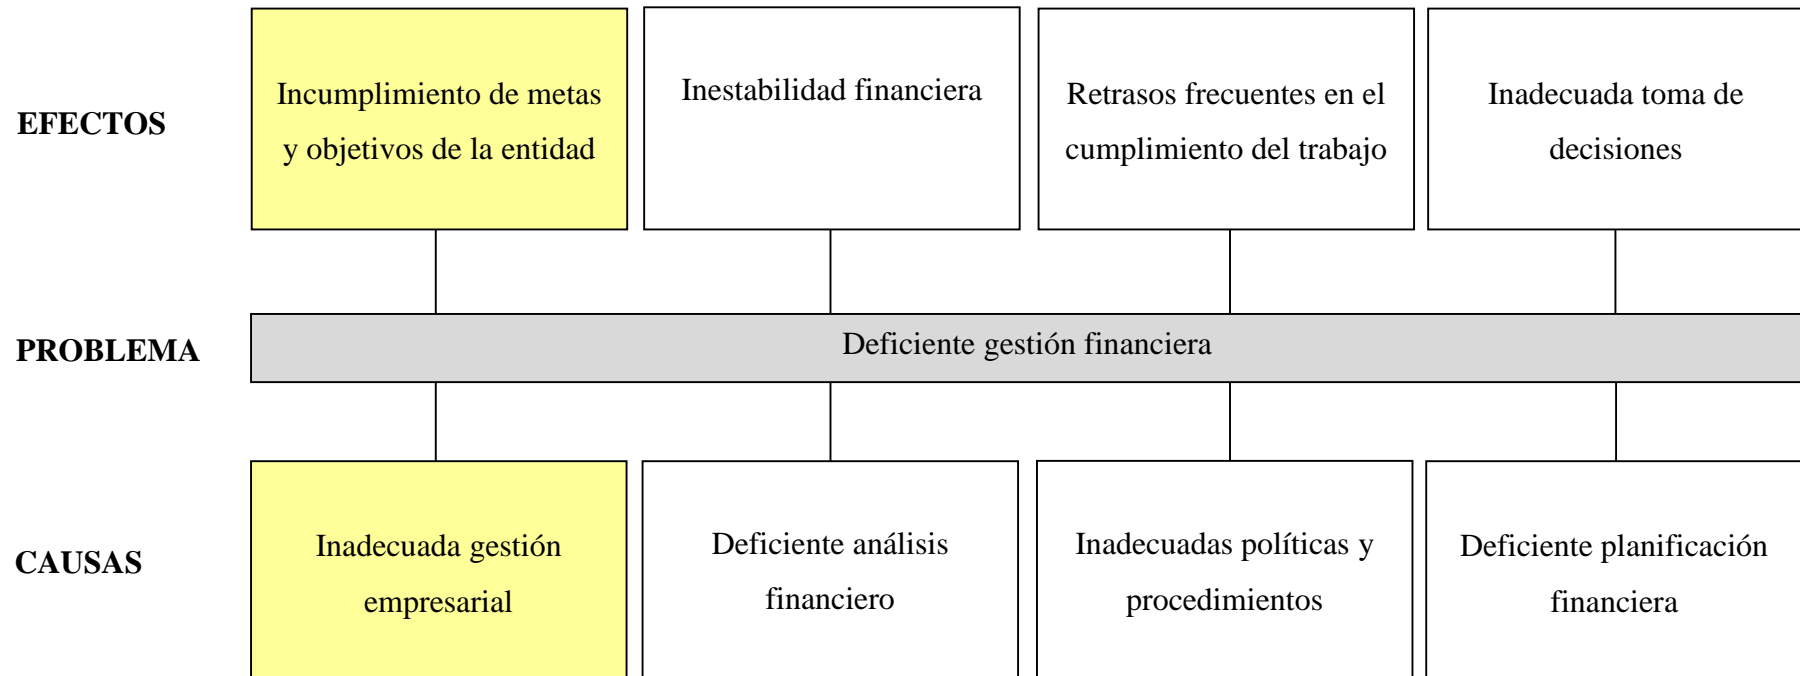 EFECTOS
Incumplimiento de metas
y objetivos de la entidad
Inestabilidad financiera
Retrasos frecuentes en el
cumplimiento del trabajo
Inadecuada toma de
decisiones
PROBLEMA
Deficiente gestión financiera
CAUSAS
Inadecuada gestión
empresarial
Deficiente análisis
financiero
Inadecuadas políticas y
procedimientos
Deficiente planificación
financiera